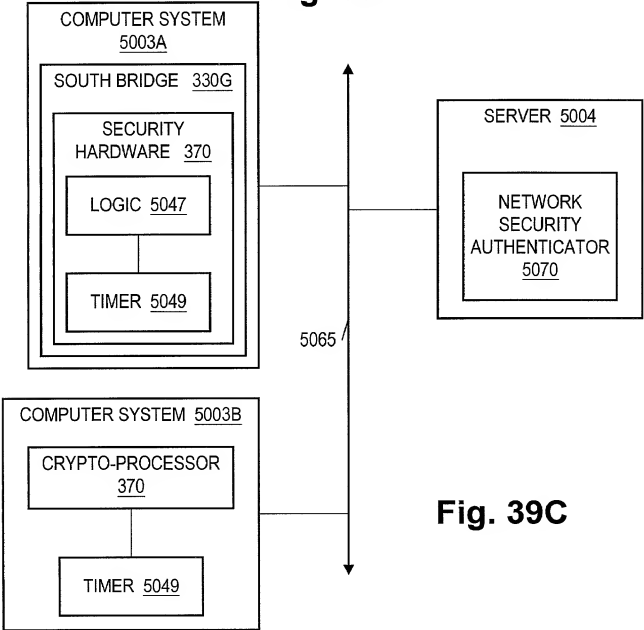 COMPUTER SYSTEM
5003A
SOUTH BRIDGE 330G
SECURITY
HARDWARE 370
LOGIC 5047
TIMER 5049
SERVER 5004
NETWORK
SECURITY
AUTHENTICATOR
5070
5065
COMPUTER SYSTEM 5003B
CRYPTO-PROCESSOR
370
TIMER 5049
Fig. 39C